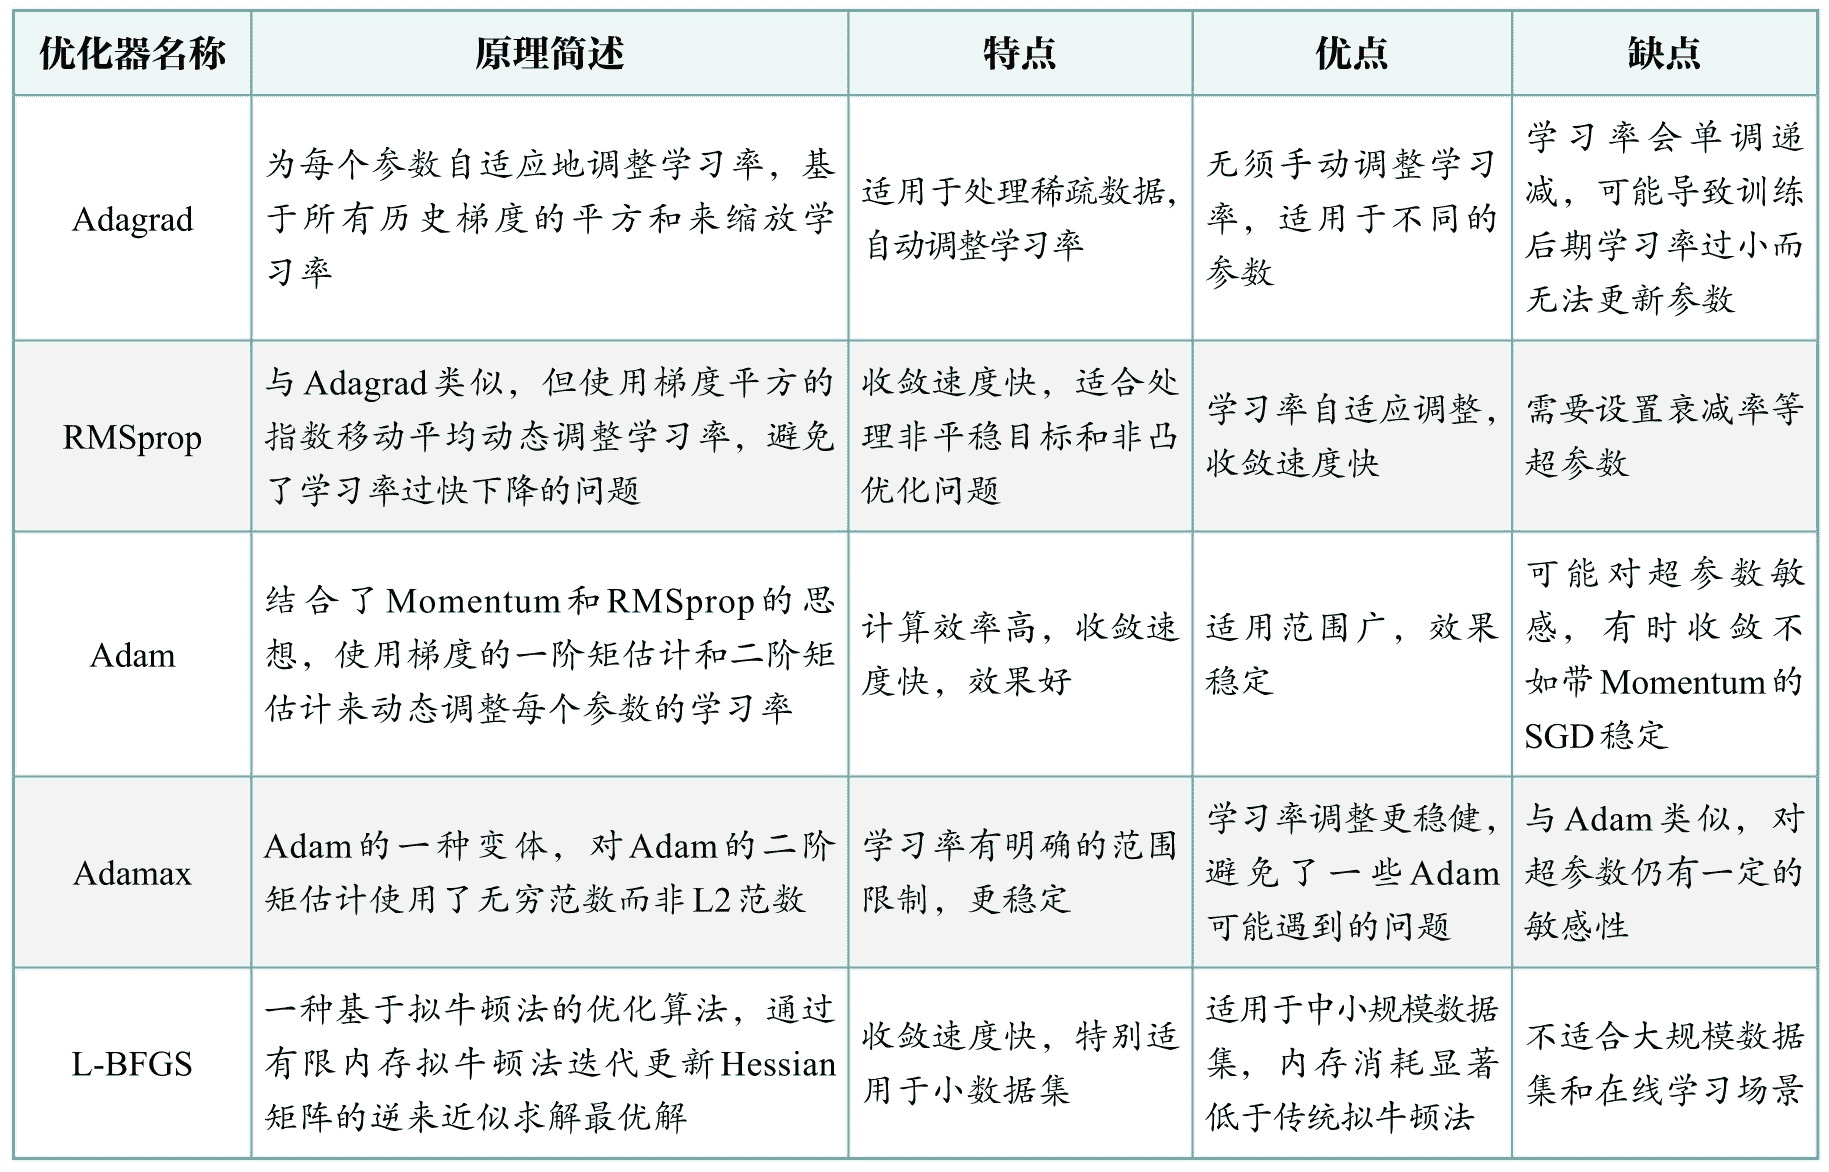 优化器名称
原理简述
特点
优点
缺点
Adagrad
为每个参数自适应地调整学习率，基
于所有历史梯度的平方和来缩放学
习率
适用于处理稀疏数据，
自动调整学习率
无须手动调整学习
率，适用于不同的
参数
学习率会单调递
减，可能导致训练
后期学习率过小而
无法更新参数
RMSprop
与Adagrad类似，但使用梯度平方的
指数移动平均动态调整学习率，避免
了学习率过快下降的问题
收敛速度快，适合处
理非平稳目标和非凸
优化问题
学习率自适应调整，
收敛速度快
需要设置衰减率等
超参数
Adam
结合了Momentum和RMSprop的思
想，使用梯度的一阶矩估计和二阶矩
估计来动态调整每个参数的学习率
计算效率高，收敛速
度快，效果好
适用范围广，效果
稳定
可能对超参数敏
感，有时收敛不
如带Momentum的
SGD稳定
Adamax
Adam的一种变体，对Adam的二阶
矩估计使用了无穷范数而非L2范数
学习率有明确的范围
限制，更稳定
学习率调整更稳健，
避免了一些Adam
可能遇到的问题
与Adam类似，对
超参数仍有一定的
敏感性
L-BFGS
一种基于拟牛顿法的优化算法，通过
有限内存拟牛顿法迭代更新Hessian
矩阵的逆来近似求解最优解
收敛速度快，特别适
用于小数据集
适用于中小规模数据
集，内存消耗显著
低于传统拟牛顿法
不适合大规模数据
集和在线学习场景